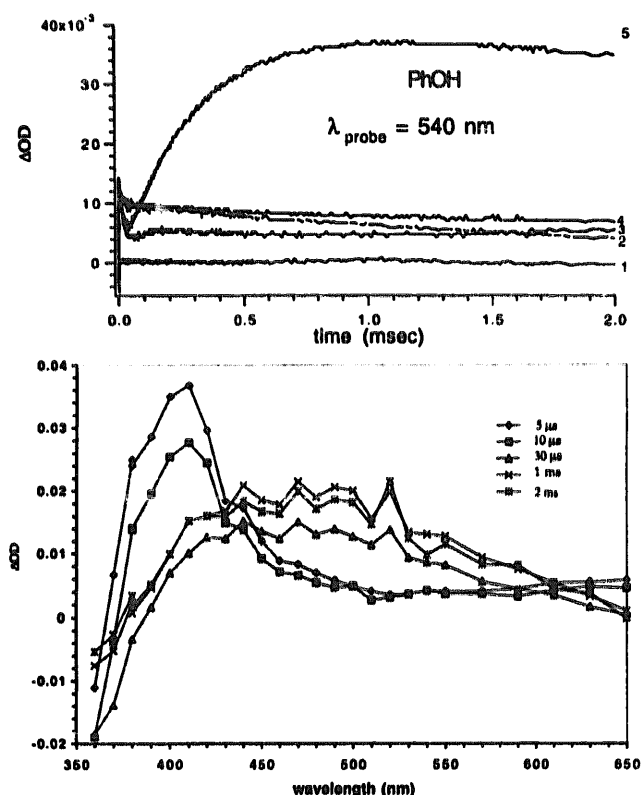 40x10⁻³
5
PhOH
30
λ probe = 540 nm
ΔOD
20
10
4
3
2
0
1
0.0 0.5 1.0 1.5 2.0
time (msec)
0.04
5 μs
0.03
10 μs
30 μs
1 ms
0.02
2 ms
ΔOD
0.01
0
-0.01
-0.02
350 400 450 500 550 600 650
wavelength (nm)